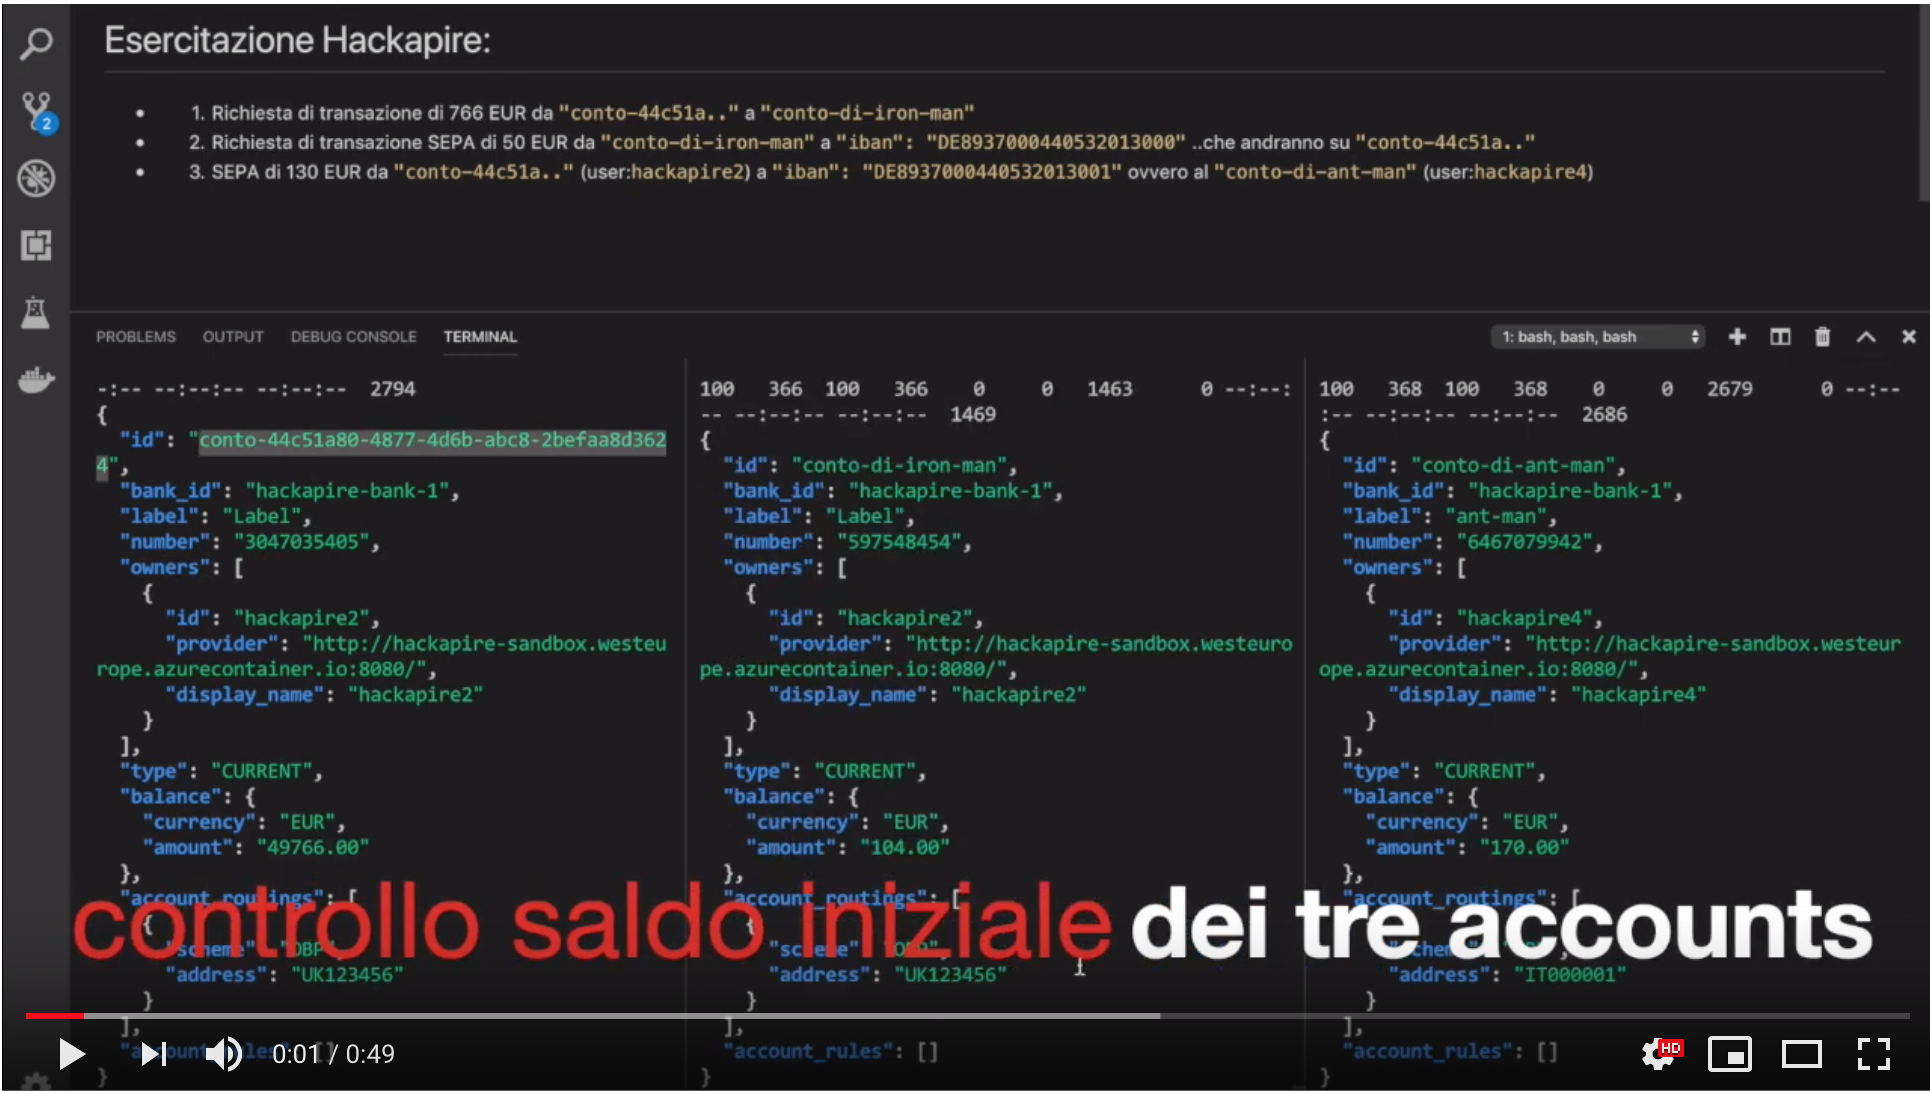 Esercitazione Hackapire:
1. Richiesta di transazione di 766 EUR da "conto-44c51a.." a "conto-di-iron-man"
2. Richiesta di transazione SEPA di 50 EUR da "conto-di-iron-man" a "iban": "DE89370004405320130​00" ..che andranno su "conto-44c51a.."
3. SEPA di 130 EUR da "conto-44c51a.." (user:hackapire2) a "iban": "DE8937000440532013001" ovvero al "conto-di-ant-man" (user:hackapire4)
2
PROBLEMS OUTPUT DEBUG CONSOLE TERMINAL
1: bash, bash, bash
-:-- --:--:-- --:--:-- 2794
{
"id": "conto-44c51a80-4877-4d6b-abc8-2befaa8d362
4",
"bank_id": "hackapire-bank-1",
"label": "Label",
"number": "3047035405",
"owners": [
{
"id": "hackapire2",
"provider": "http://hackapire-sandbox.westeu
rope.azurecontainer.io:8080/",
"display_name": "hackapire2"
}
],
"type": "CURRENT",
"balance": {
"currency": "EUR",
"amount": "49766.00"
},
"account_routings": [
{
"scheme": "OBP",
"address": "UK123456"
}
],
"account_rules": []
}
100 366 100 366 0 0 1463 0 --:--:
-- --:--:-- --:--:-- 1469
{
"id": "conto-di-iron-man",
"bank_id": "hackapire-bank-1",
"label": "Label",
"number": "597548454",
"owners": [
{
"id": "hackapire2",
"provider": "http://hackapire-sandbox.westeuro
pe.azurecontainer.io:8080/",
"display_name": "hackapire2"
}
],
"type": "CURRENT",
"balance": {
"currency": "EUR",
"amount": "104.00"
},
"account_routings": [
{
"scheme": "OBP",
"address": "UK123456"
}
],
"account_rules": []
}
100 368 100 368 0 0 2679 0 --:--
:-- --:--:-- --:--:-- 2686
{
"id": "conto-di-ant-man",
"bank_id": "hackapire-bank-1",
"label": "ant-man",
"number": "6467079942",
"owners": [
{
"id": "hackapire4",
"provider": "http://hackapire-sandbox.westeur
ope.azurecontainer.io:8080/",
"display_name": "hackapire4"
}
],
"type": "CURRENT",
"balance": {
"currency": "EUR",
"amount": "170.00"
},
"account_routings": [
{
"address": "IT000001"
}
],
"account_rules": []
}
controllo saldo iniziale dei tre accounts
0:01 / 0:49
HD